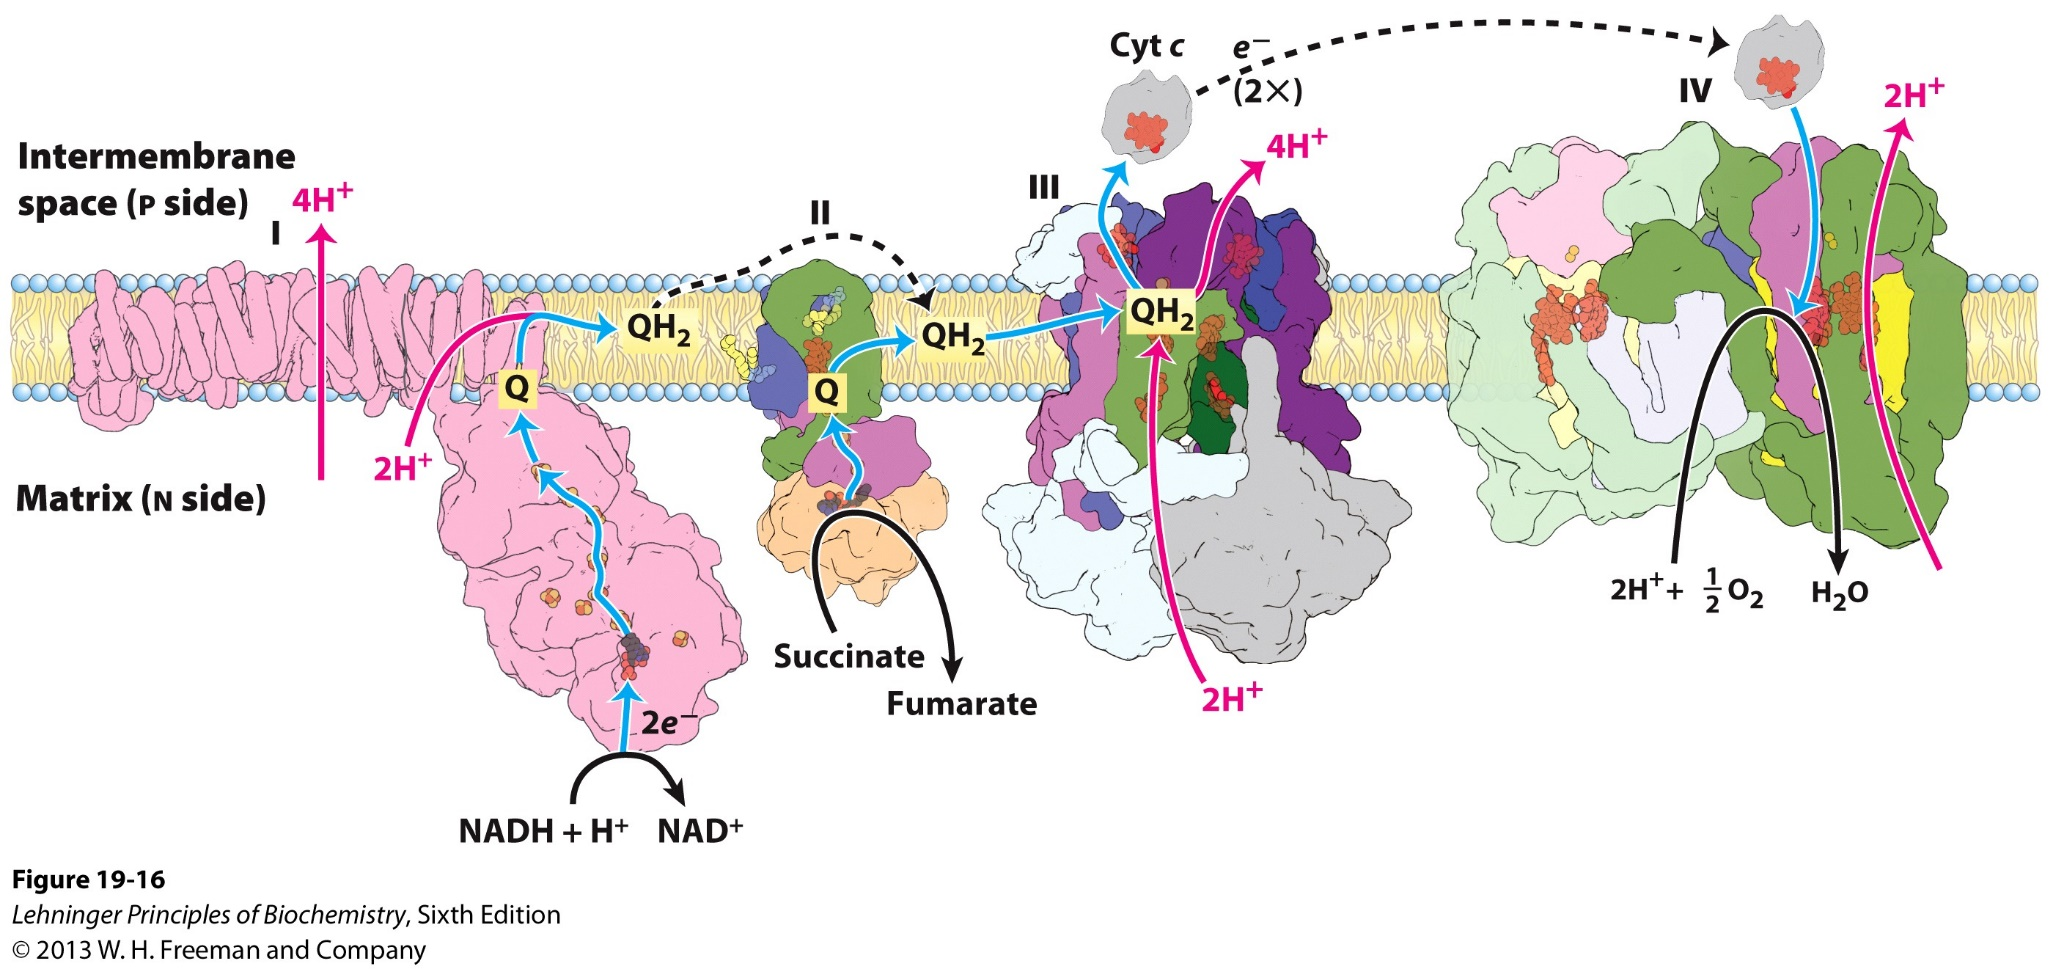 Cyt c
e⁻
(2×)
IV
2H⁺
Intermembrane
space (P side)
4H⁺
I
II
III
4H⁺
QH₂
QH₂
QH₂
Q
Q
2H⁺
Matrix (N side)
2H⁺ + ½ O₂
H₂O
Succinate
Fumarate
2H⁺
2e⁻
NADH + H⁺
NAD⁺
Figure 19-16
Lehninger Principles of Biochemistry, Sixth Edition
© 2013 W. H. Freeman and Company